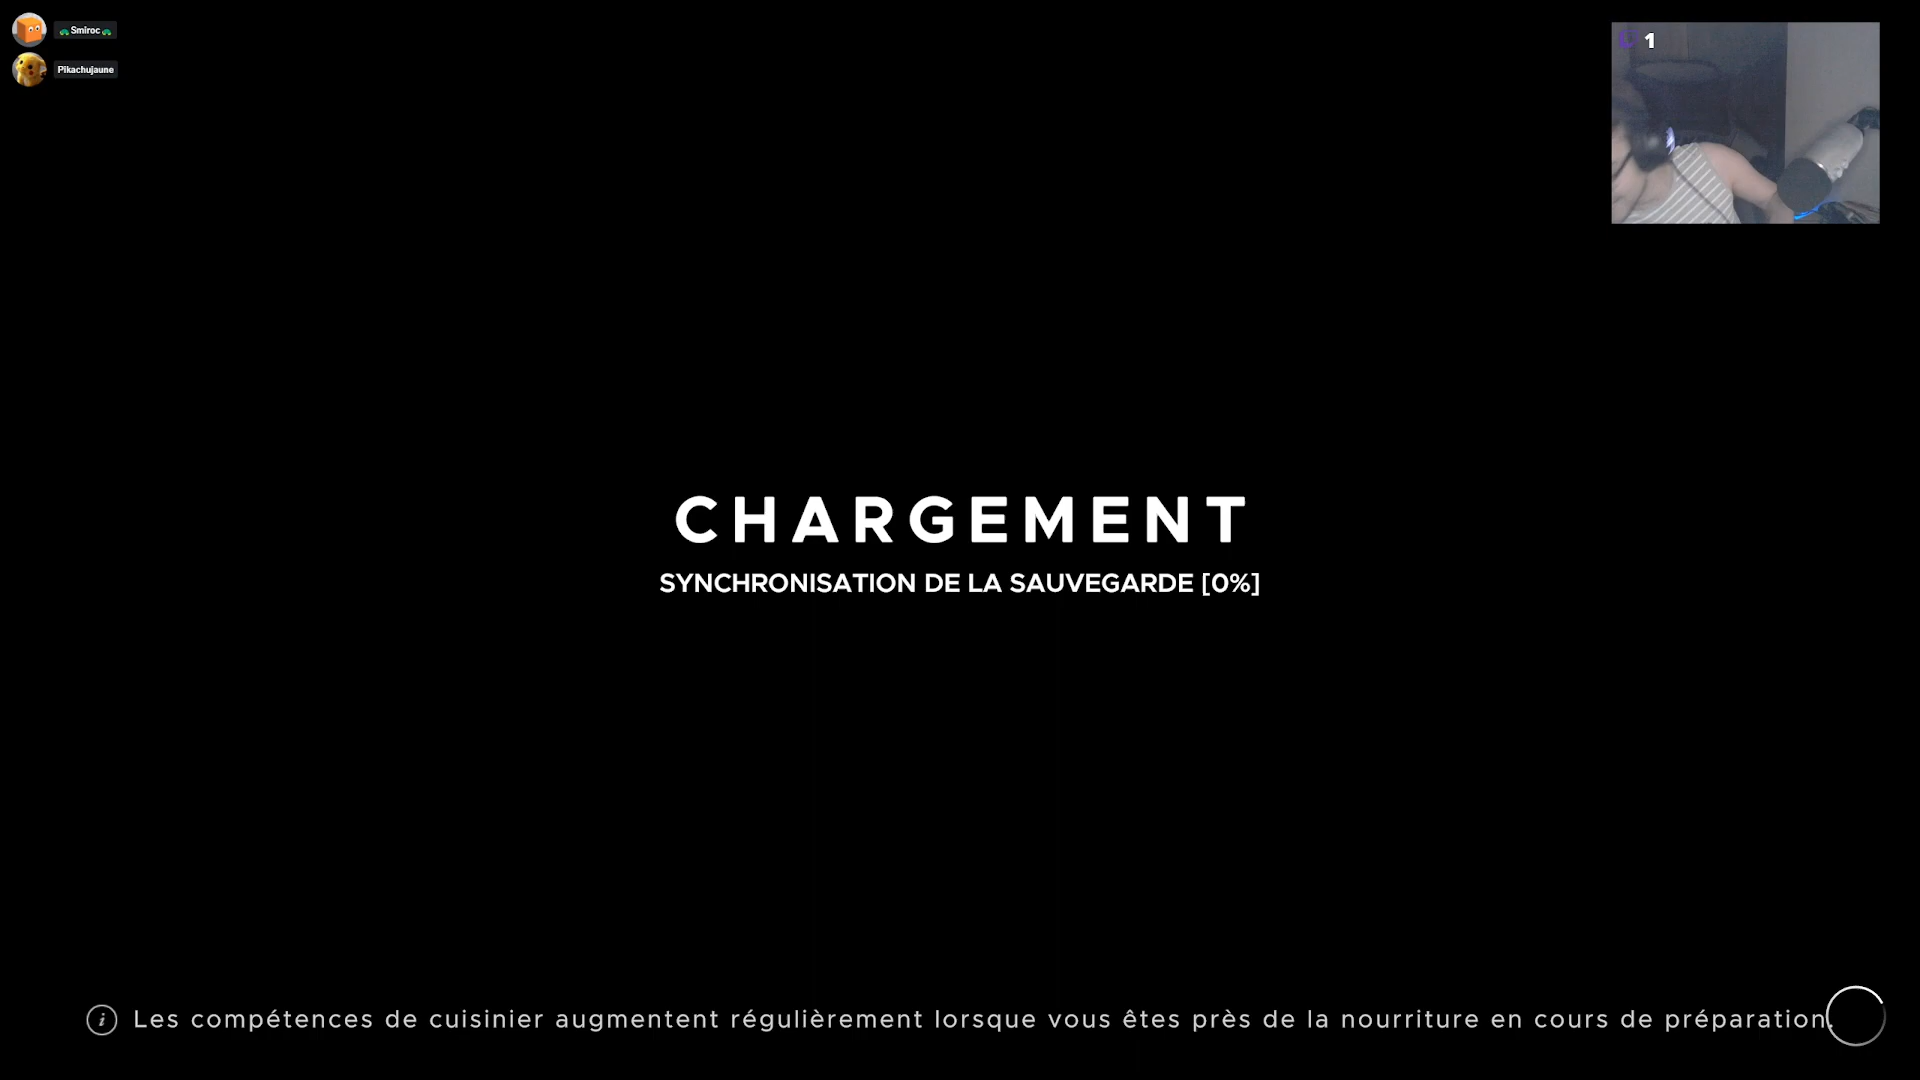 Smiroc
Pikachujaune
1
CHARGEMENT
SYNCHRONISATION DE LA SAUVEGARDE [0%]
i Les compétences de cuisinier augmentent régulièrement lorsque vous êtes près de la nourriture en cours de préparation.